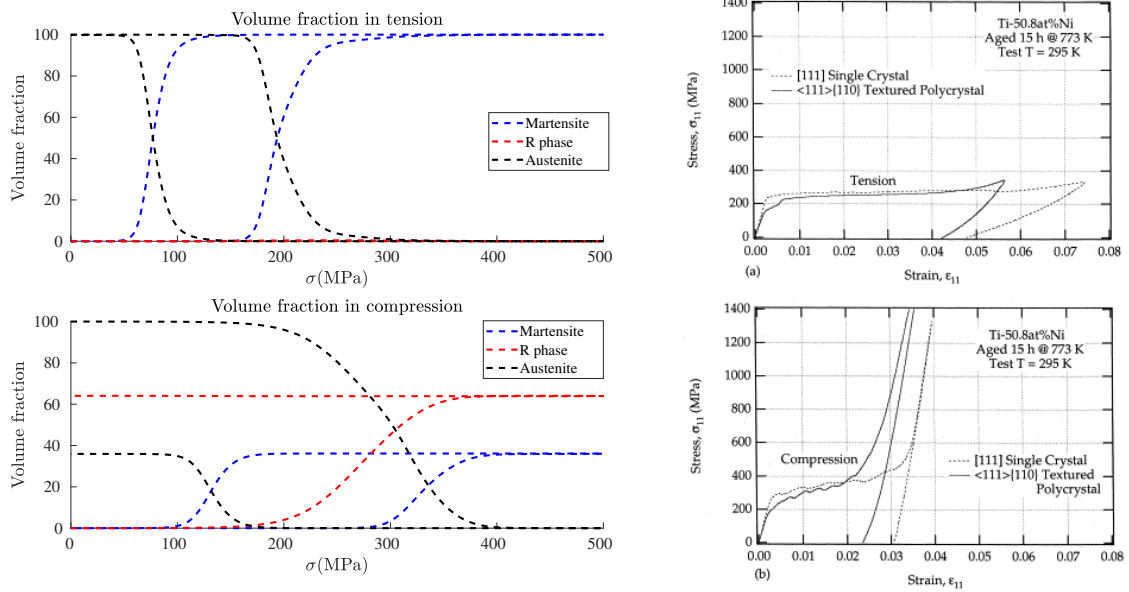 Volume fraction in tension
Volume fraction
100
80
60
40
20
0
Martensite
R phase
Austenite
0
100
200
300
400
500
σ(MPa)
Volume fraction in compression
Volume fraction
100
80
60
40
20
0
Martensite
R phase
Austenite
0
100
200
300
400
500
σ(MPa)
Stress, σ11 (MPa)
1400
1200
1000
800
600
400
200
0
Ti-50.8at%Ni
Aged 15 h @ 773 K
Test T = 295 K
[111] Single Crystal
<111>{110} Textured Polycrystal
Tension
0.00
0.01
0.02
0.03
0.04
0.05
0.06
0.07
0.08
(a)
Strain, ε11
Stress, σ11 (MPa)
1400
1200
1000
800
600
400
200
0
Ti-50.8at%Ni
Aged 15 h @ 773 K
Test T = 295 K
Compression
[111] Single Crystal
<111>{110} Textured
Polycrystal
0.00
0.01
0.02
0.03
0.04
0.05
0.06
0.07
0.08
(b)
Strain, ε11